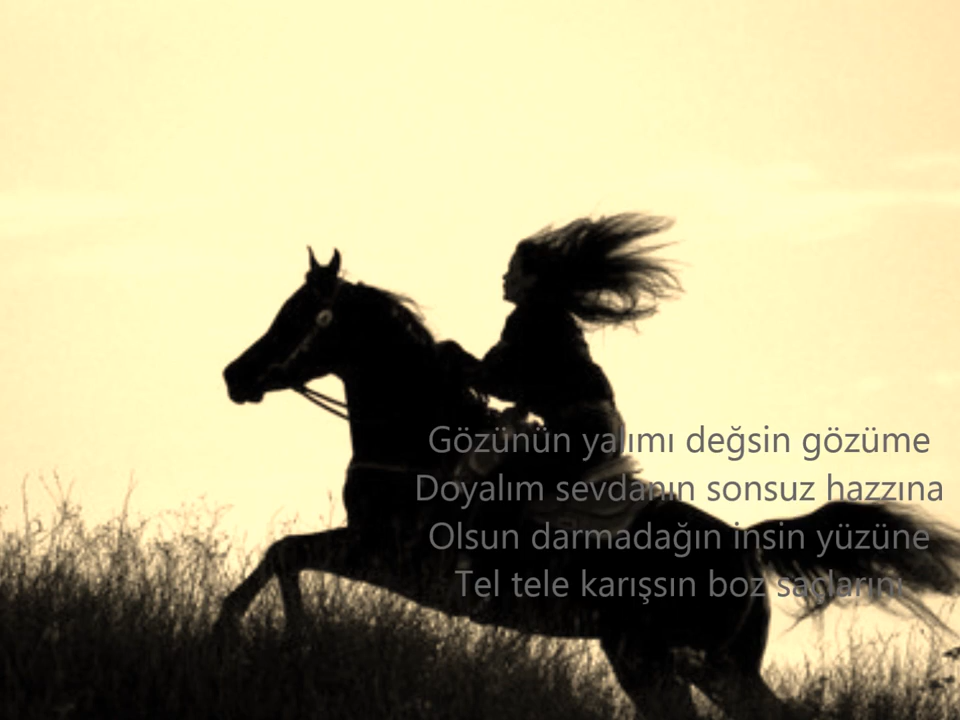 Gözünün yalımı değsin gözüme
Doyalım sevdanın sonsuz hazzına
Olsun darmadağın insin yüzüne
Tel tele karışsın boz saçlarını